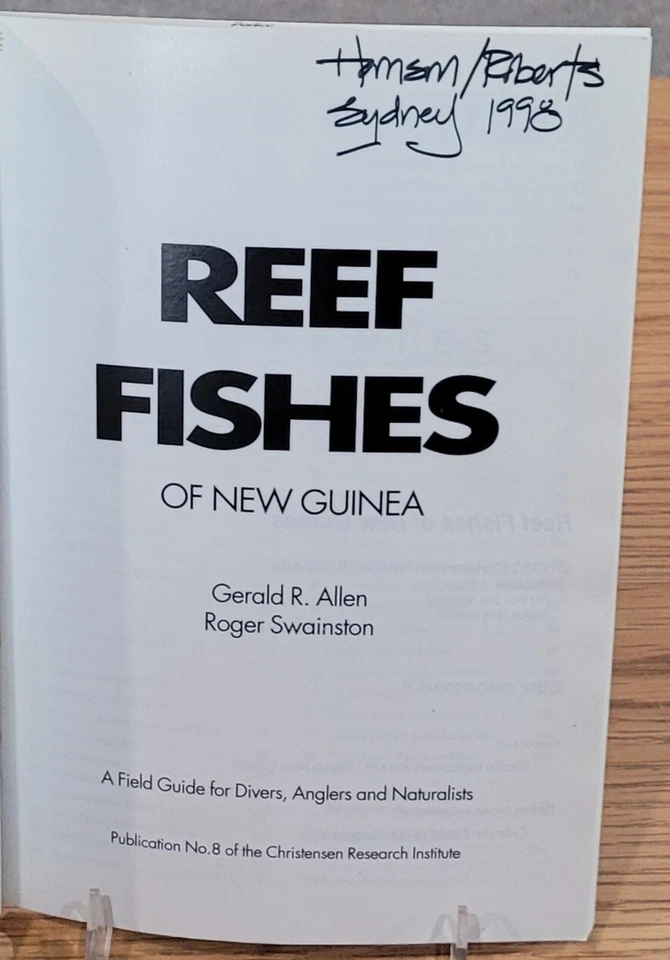 Hansen/Roberts
Sydney 1998
REEF
FISHES
OF NEW GUINEA
Gerald R. Allen
Roger Swainston
A Field Guide for Divers, Anglers and Naturalists
Publication No.8 of the Christensen Research Institute